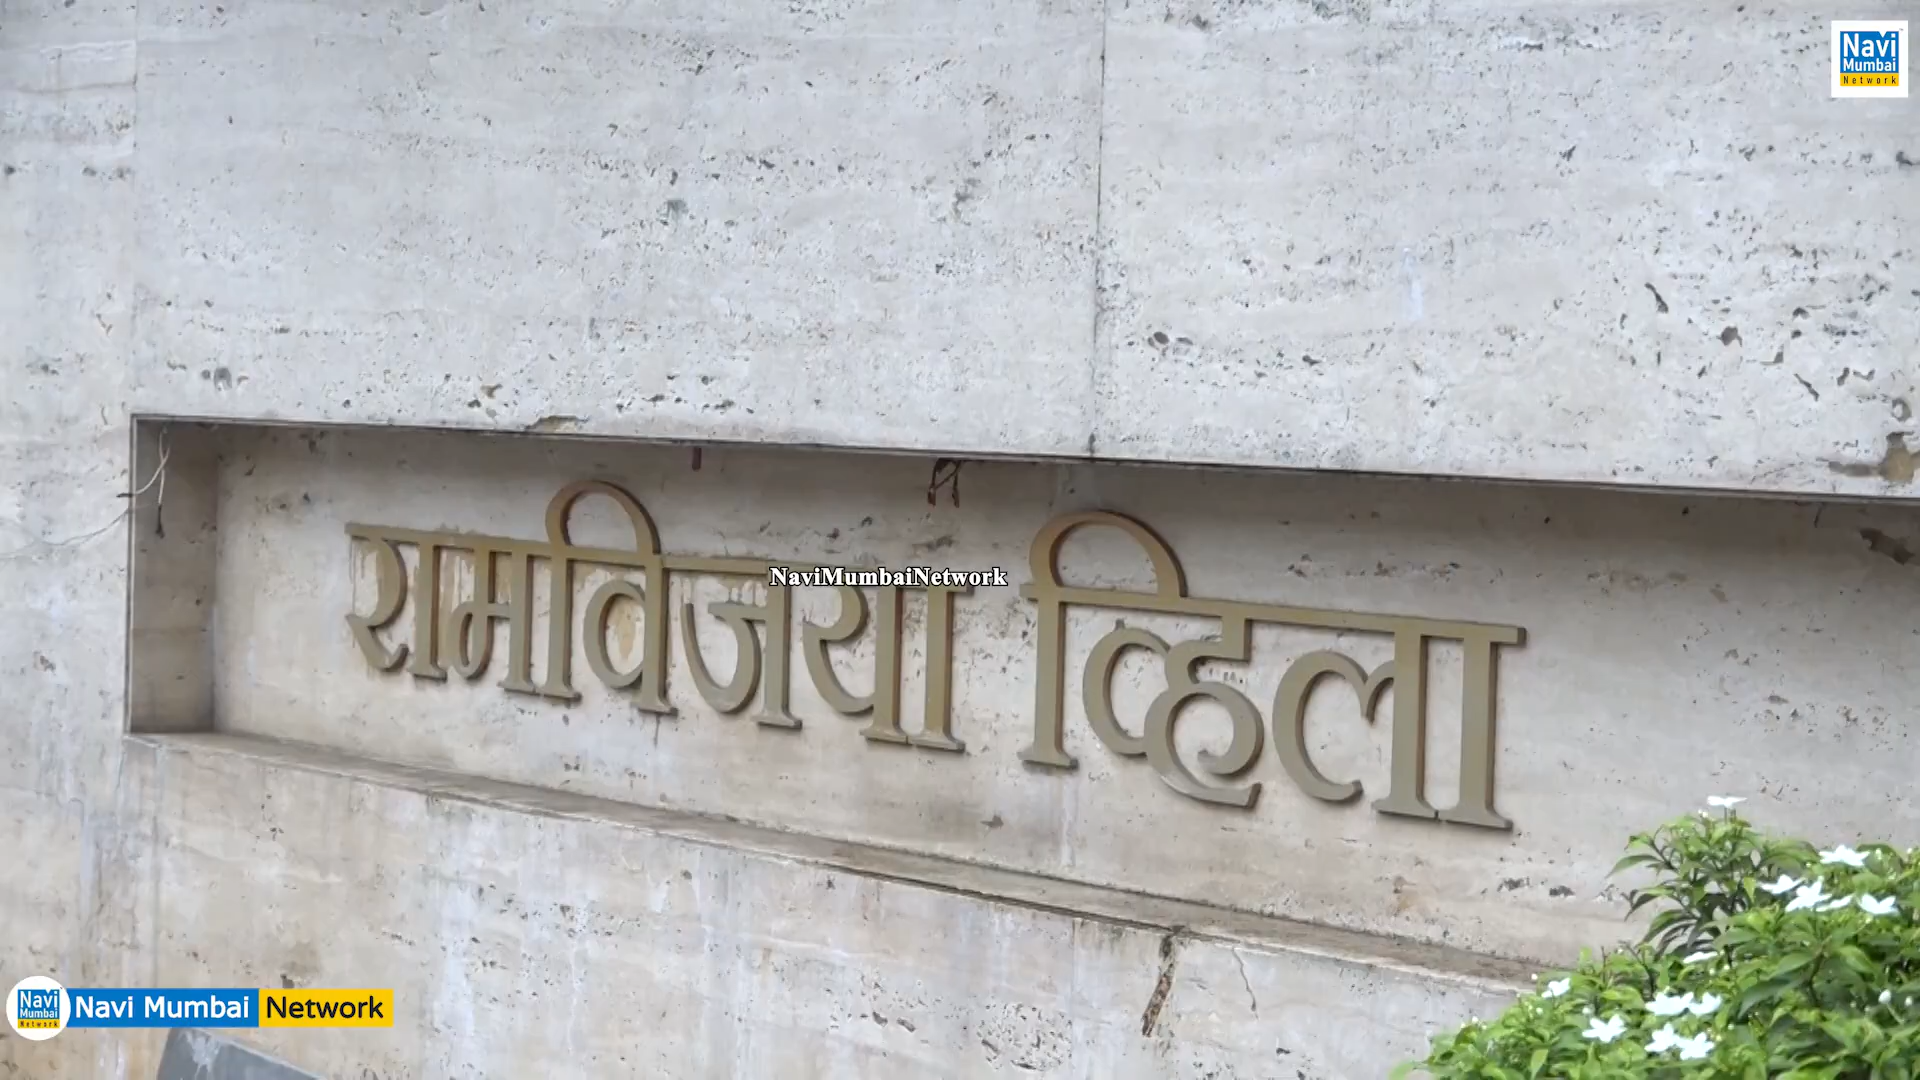 Navi
Mumbai
Network
रामविजया व्हिला
NaviMumbaiNetwork
Navi
Mumbai
Network
Navi Mumbai Network